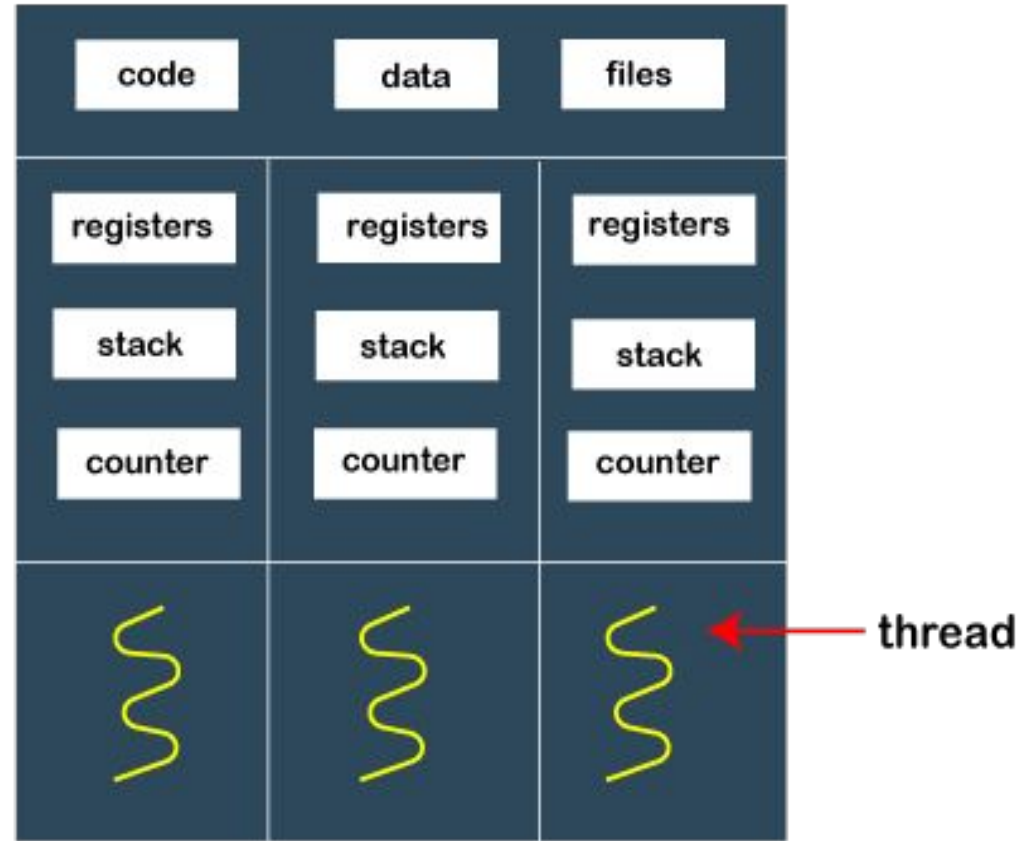 code data files
registers registers registers
stack stack stack
counter counter counter
thread